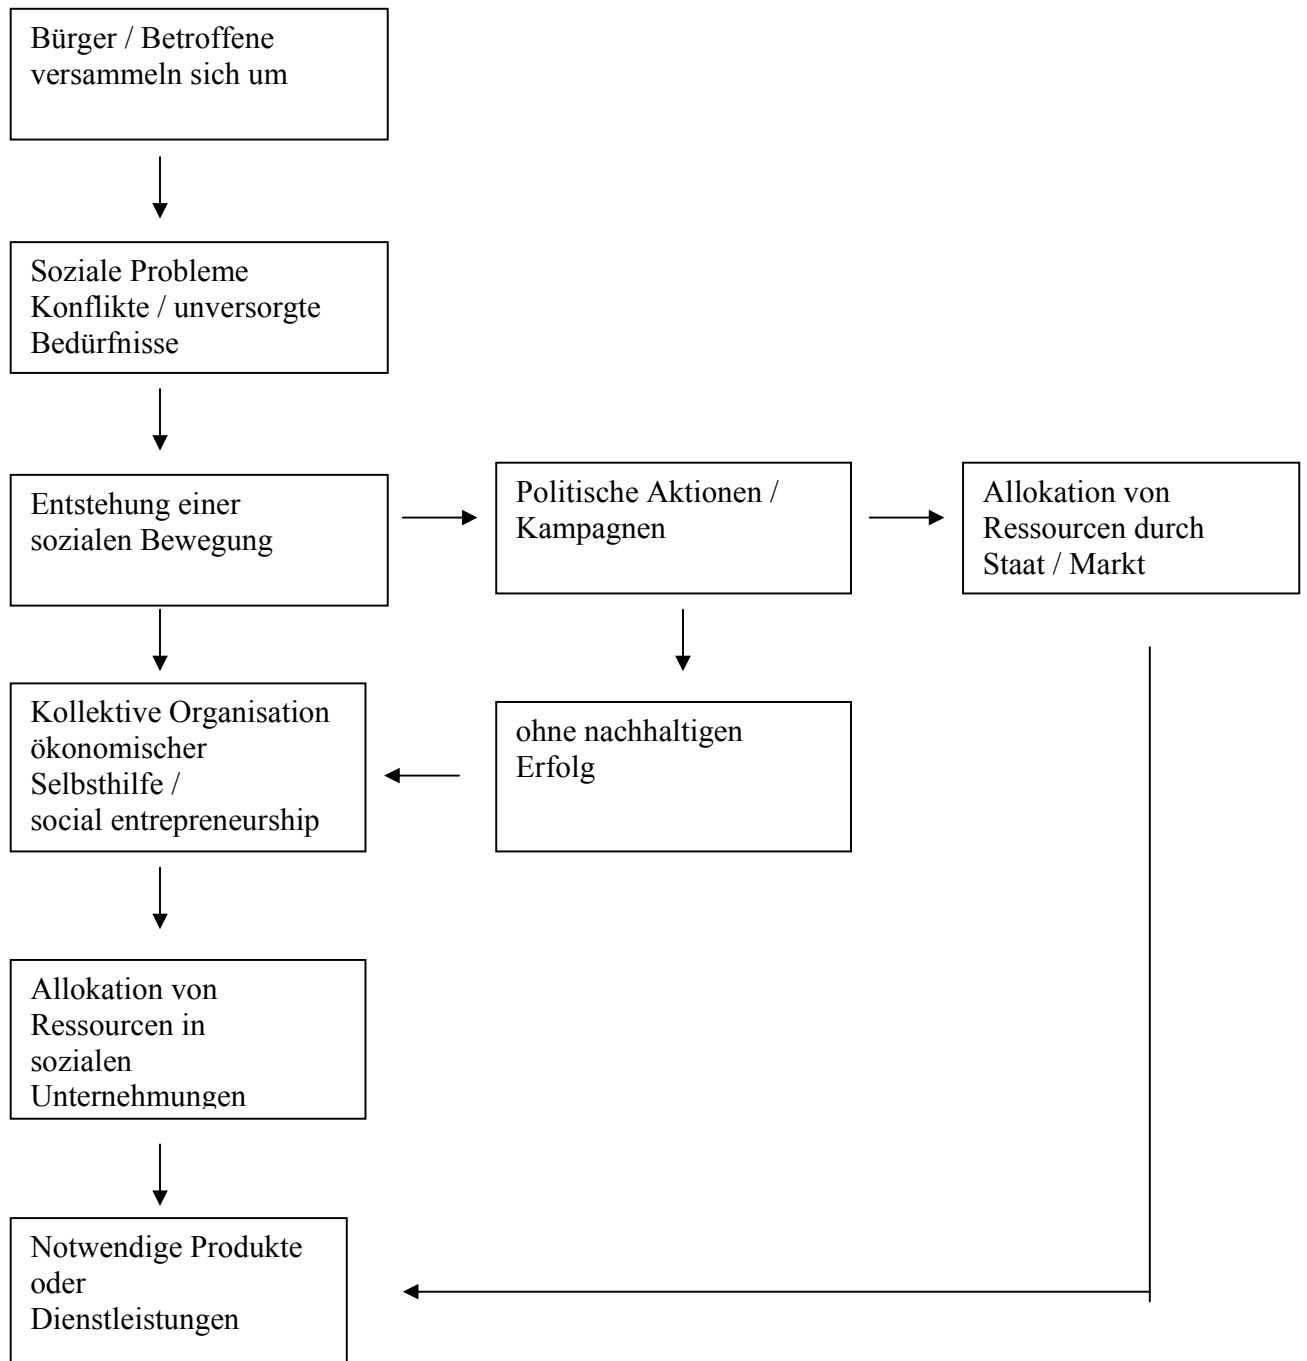 Bürger / Betroffene
versammeln sich um
Soziale Probleme
Konflikte / unversorgte
Bedürfnisse
Entstehung einer
sozialen Bewegung
Politische Aktionen /
Kampagnen
Allokation von
Ressourcen durch
Staat / Markt
Kollektive Organisation
ökonomischer
Selbsthilfe /
social entrepreneurship
ohne nachhaltigen
Erfolg
Allokation von
Ressourcen in
sozialen
Unternehmungen
Notwendige Produkte
oder
Dienstleistungen